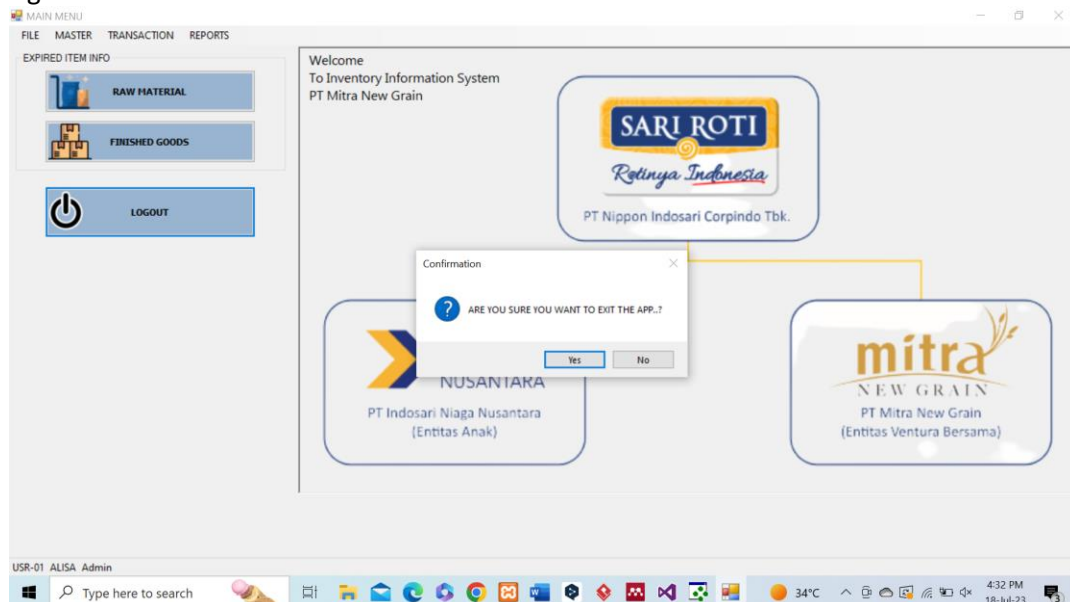 MAIN MENU
FILE MASTER TRANSACTION REPORTS
EXPIRED ITEM INFO
RAW MATERIAL
FINISHED GOODS
LOGOUT
Welcome
To Inventory Information System
PT Mitra New Grain
SARI ROTI
Rotinya Indonesia
PT Nippon Indosari Corpindo Tbk.
Confirmation
ARE YOU SURE YOU WANT TO EXIT THE APP..?
Yes No
NUSANTARA
PT Indosari Niaga Nusantara
(Entitas Anak)
mitra
NEW GRAIN
PT Mitra New Grain
(Entitas Ventura Bersama)
USR-01 ALISA Admin
Type here to search
34°C
4:32 PM
18-Jul-23